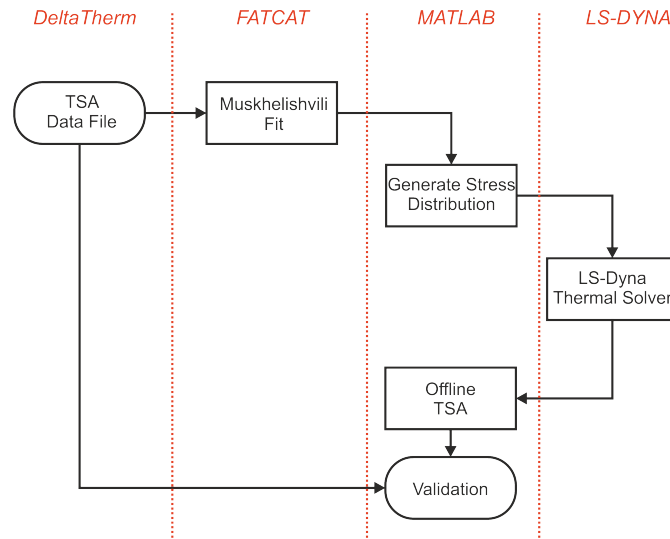 DeltaTherm
FATCAT
MATLAB
LS-DYNA
TSA
Data File
Muskhelishvili
Fit
Generate Stress
Distribution
LS-Dyna
Thermal Solver
Offline
TSA
Validation